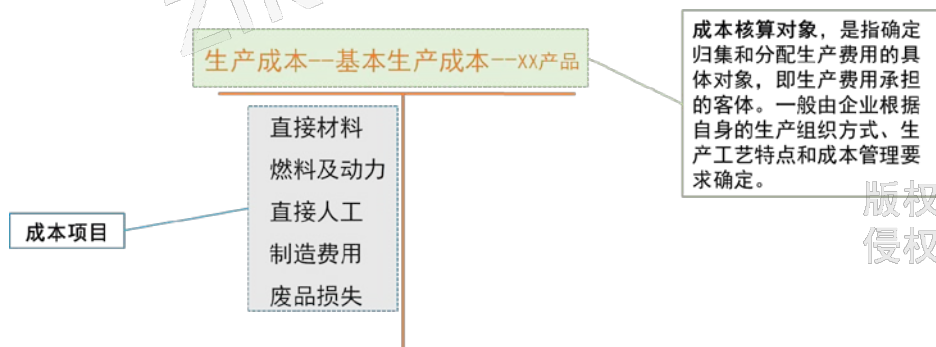 生产成本--基本生产成本--XX产品
成本核算对象，是指确定
归集和分配生产费用的具
体对象，即生产费用承担
的客体。一般由企业根据
自身的生产组织方式、生
产工艺特点和成本管理要
求确定。
直接材料
燃料及动力
直接人工
制造费用
废品损失
成本项目
版权
侵权